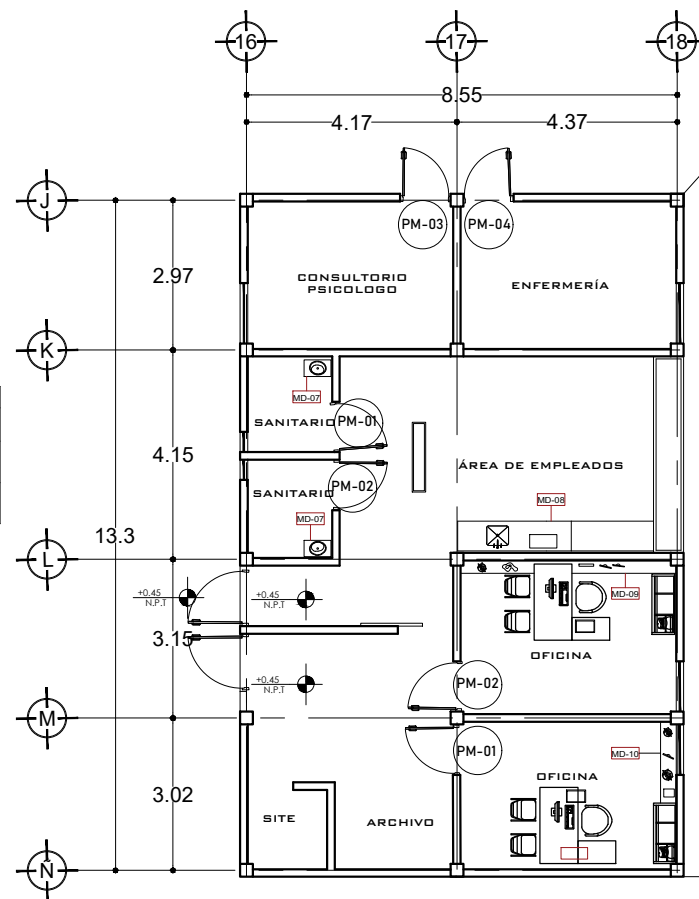 16
17
18
8.55
4.17
4.37
J
PM-03
PM-04
2.97
CONSULTORIO
PSICOLOGO
ENFERMERÍA
K
MD-07
SANITARIO
PM-01
4.15
ÁREA DE EMPLEADOS
SANITARIO
PM-02
MD-08
MD-07
13.3
L
+0.45
N.P.T
+0.45
N.P.T
MD-09
3.15
OFICINA
+0.45
N.P.T
PM-02
M
PM-01
MD-10
OFICINA
3.02
SITE
ARCHIVO
Ñ